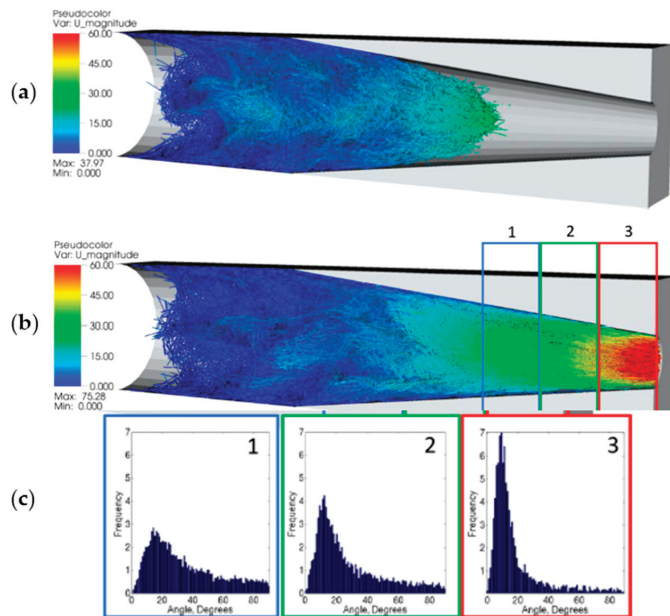 Pseudocolor
Var: U_magnitude
60.00
45.00
30.00
15.00
0.000
Max: 37.97
Min: 0.000
(a)
1 2 3
Pseudocolor
Var: U_magnitude
60.00
45.00
30.00
15.00
0.000
Max: 75.28
Min: 0.000
(b)
(c)
1
7
6
5
4
3
2
1
0
Frequency
0 20 40 60 80
Angle, Degrees
2
7
6
5
4
3
2
1
0
Frequency
0 20 40 60 80
Angle, Degrees
3
7
6
5
4
3
2
1
0
Frequency
0 20 40 60 80
Angle, Degrees